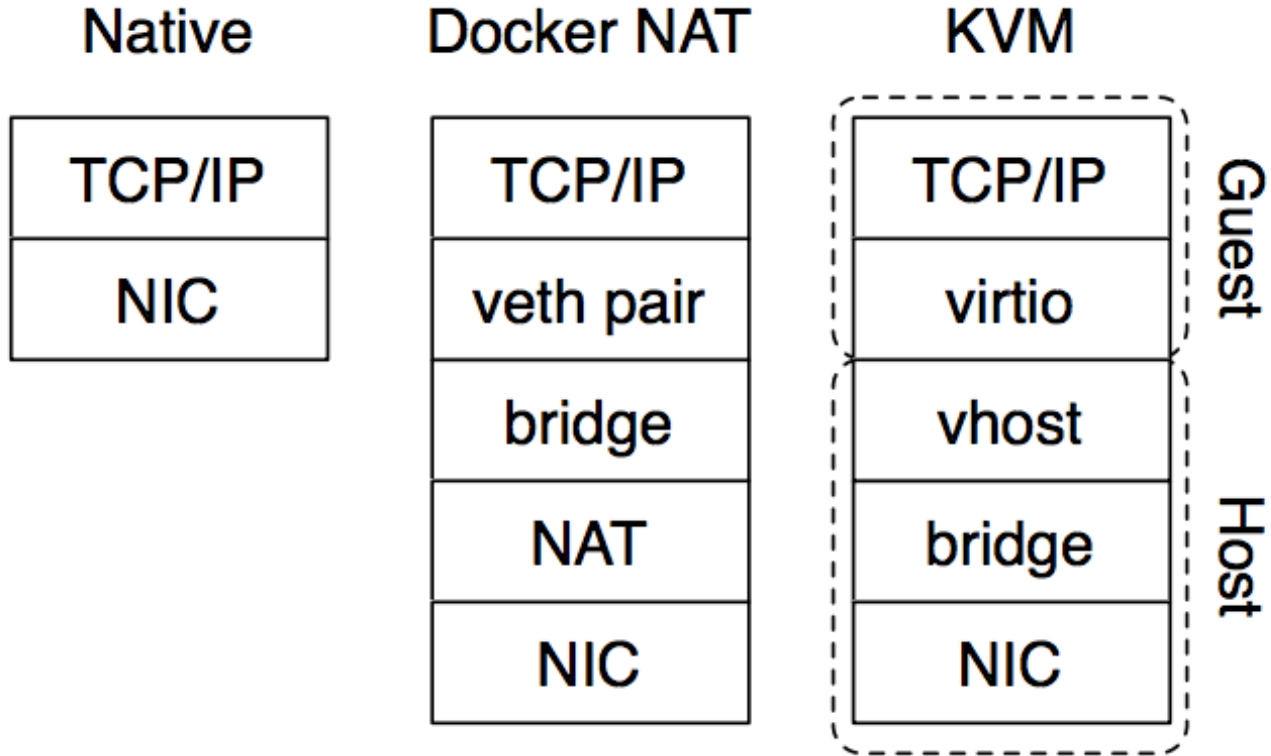 Native
TCP/IP
NIC
Docker NAT
TCP/IP
veth pair
bridge
NAT
NIC
KVM
TCP/IP
virtio
vhost
bridge
NIC
Guest
Host